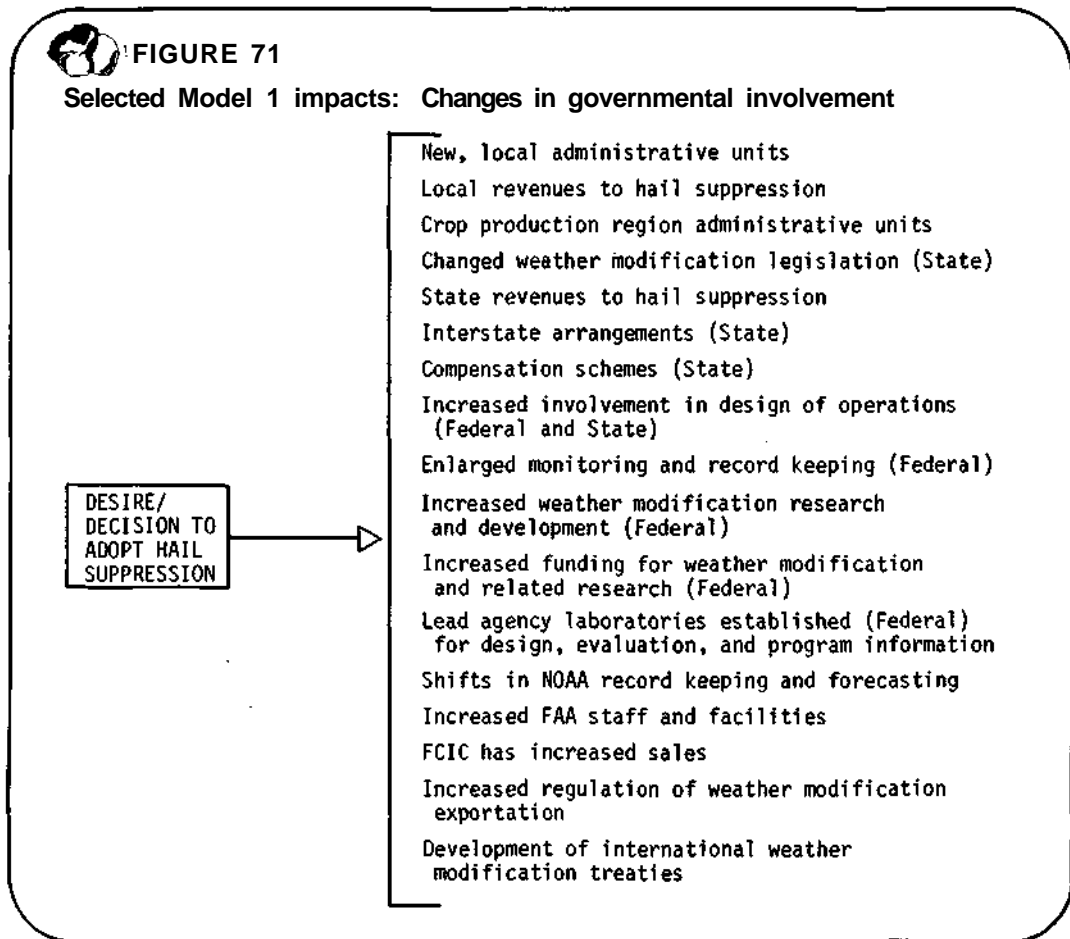 FIGURE 71
Selected Model 1 impacts: Changes in governmental involvement
New, local administrative units
Local revenues to hail suppression
Crop production region administrative units
Changed weather modification legislation (State)
State revenues to hail suppression
Interstate arrangements (State)
Compensation schemes (State)
Increased involvement in design of operations
(Federal and State)
Enlarged monitoring and record keeping (Federal)
DESIRE/
DECISION TO
ADOPT HAIL
SUPPRESSION
Increased weather modification research
and development (Federal)
Increased funding for weather modification
and related research (Federal)
Lead agency laboratories established (Federal)
for design, evaluation, and program information
Shifts in NOAA record keeping and forecasting
Increased FAA staff and facilities
FCIC has increased sales
Increased regulation of weather modification
exportation
Development of international weather
modification treaties